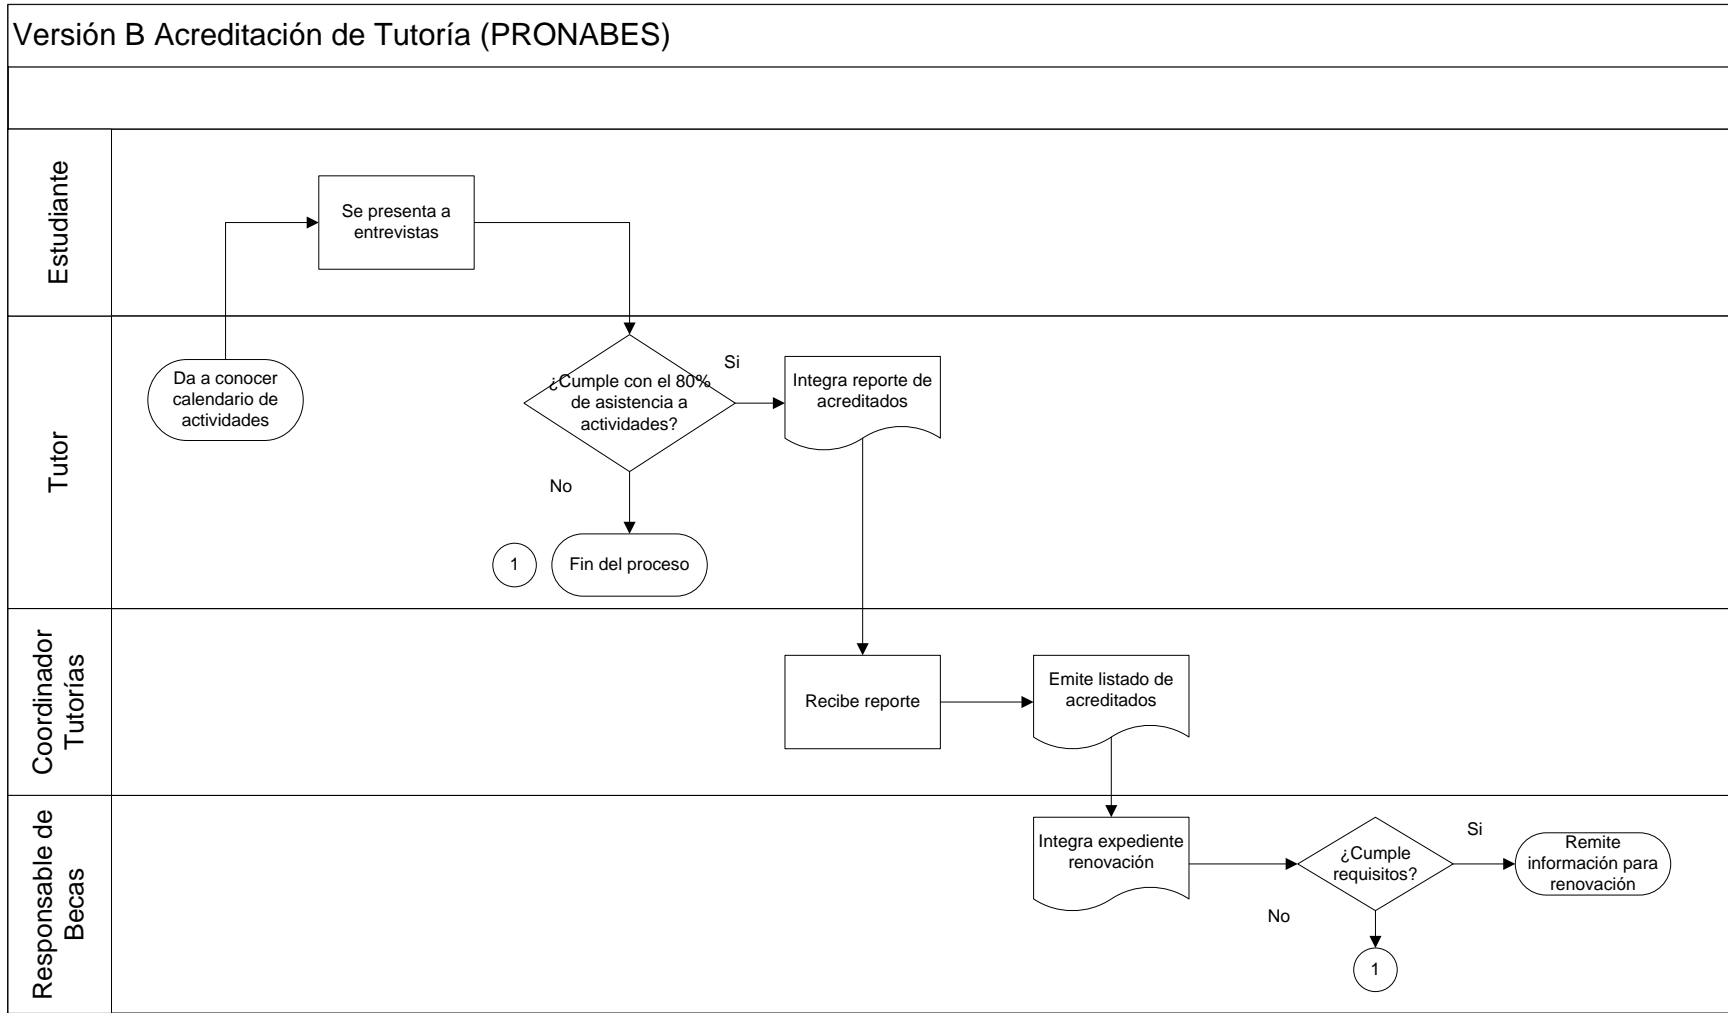 Versión B Acreditación de Tutoría (PRONABES)
Estudiante
Se presenta a
entrevistas
Tutor
Da a conocer
calendario de
actividades
¿Cumple con el 80%
de asistencia a
actividades?
Si
Integra reporte de
acreditados
No
1
Fin del proceso
Coordinador
Tutorías
Recibe reporte
Emite listado de
acreditados
Responsable de
Becas
Integra expediente
renovación
¿Cumple
requisitos?
Si
Remite
información para
renovación
No
1